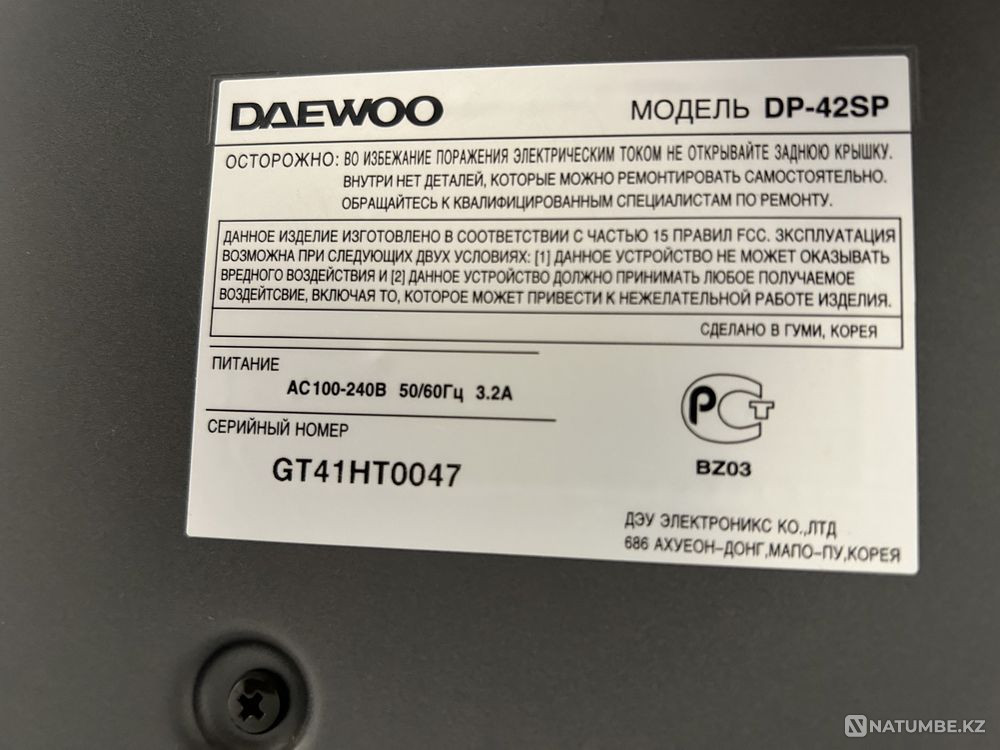 DAEWOO
МОДЕЛЬ DP-42SP
ОСТОРОЖНО: ВО ИЗБЕЖАНИЕ ПОРАЖЕНИЯ ЭЛЕКТРИЧЕСКИМ ТОКОМ НЕ ОТКРЫВАЙТЕ ЗАДНЮЮ КРЫШКУ.
ВНУТРИ НЕТ ДЕТАЛЕЙ, КОТОРЫЕ МОЖНО РЕМОНТИРОВАТЬ САМОСТОЯТЕЛЬНО.
ОБРАЩАЙТЕСЬ К КВАЛИФИЦИРОВАННЫМ СПЕЦИАЛИСТАМ ПО РЕМОНТУ.
ДАННОЕ ИЗДЕЛИЕ ИЗГОТОВЛЕНО В СООТВЕТСТВИИ С ЧАСТЬЮ 15 ПРАВИЛ FCC. ЗКСПЛУАТАЦИЯ
ВОЗМОЖНА ПРИ СЛЕДУЮЩИХ ДВУХ УСЛОВИЯХ: [1] ДАННОЕ УСТРОЙСТВО НЕ МОЖЕТ ОКАЗЫВАТЬ
ВРЕДНОГО ВОЗДЕЙСТВИЯ И [2] ДАННОЕ УСТРОЙСТВО ДОЛЖНО ПРИНИМАТЬ ЛЮБОЕ ПОЛУЧАЕМОЕ
ВОЗДЕЙТСВИЕ, ВКЛЮЧАЯ ТО, КОТОРОЕ МОЖЕТ ПРИВЕСТИ К НЕЖЕЛАТЕЛЬНОЙ РАБОТЕ ИЗДЕЛИЯ.
СДЕЛАНО В ГУМИ, КОРЕЯ
ПИТАНИЕ
AC100-240В 50/60Гц 3.2А
СЕРИЙНЫЙ НОМЕР
GT41HT0047
РСТ
BZ03
ДЭУ ЭЛЕКТРОНИКС КО.,ЛТД
686 АХУЕОН-ДОНГ,МАПО-ПУ,КОРЕЯ
NATUMBE.KZ